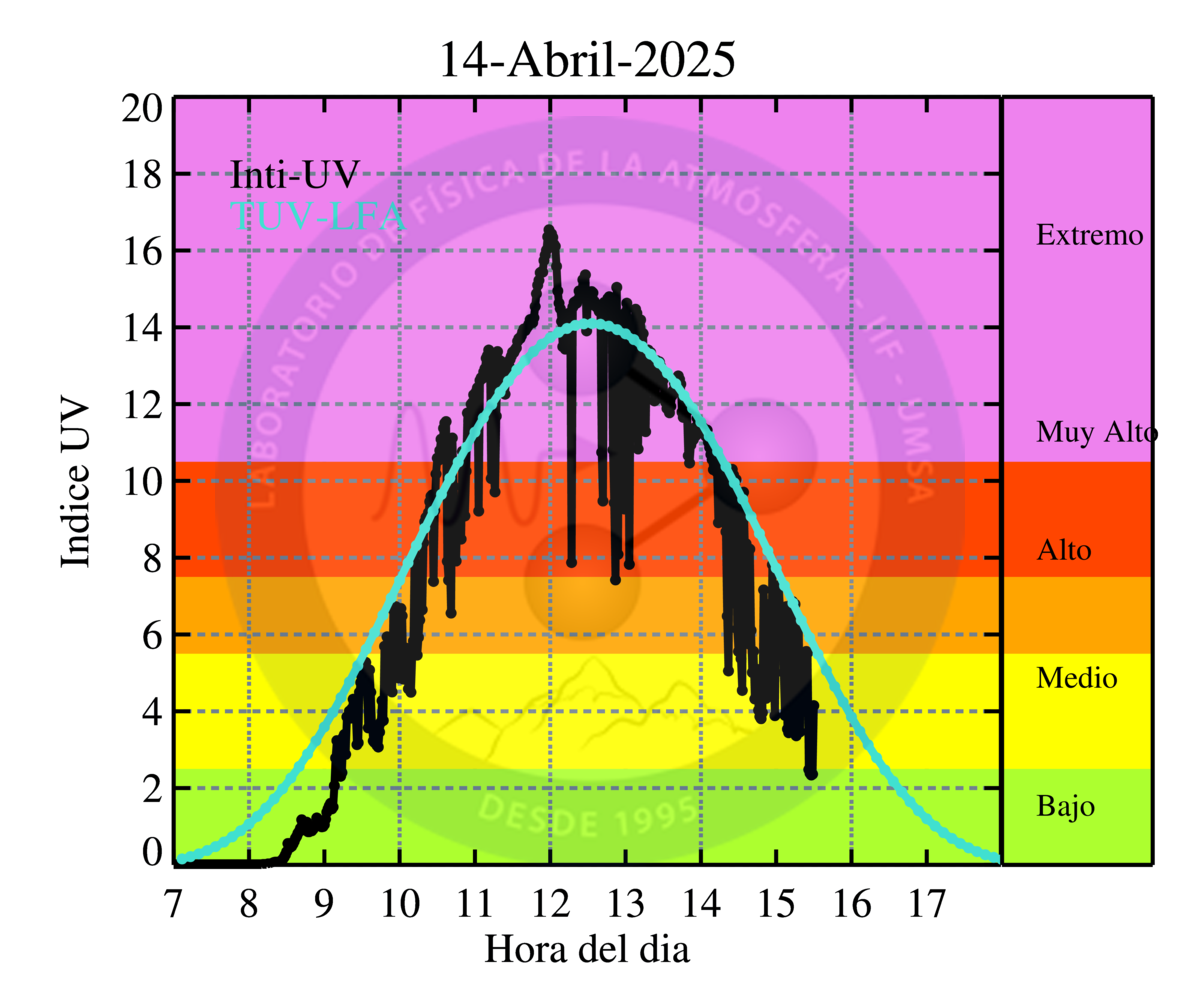 14-Abril-2025
20
18
16
14
12
10
8
6
4
2
0
Indice UV
Inti-UV
TUV-LFA
LABORATORIO DE FÍSICA DE LA ATMÓSFERA - IIF - UMSA
DESDE 1995
Extremo
Muy Alto
Alto
Medio
Bajo
7 8 9 10 11 12 13 14 15 16 17
Hora del dia